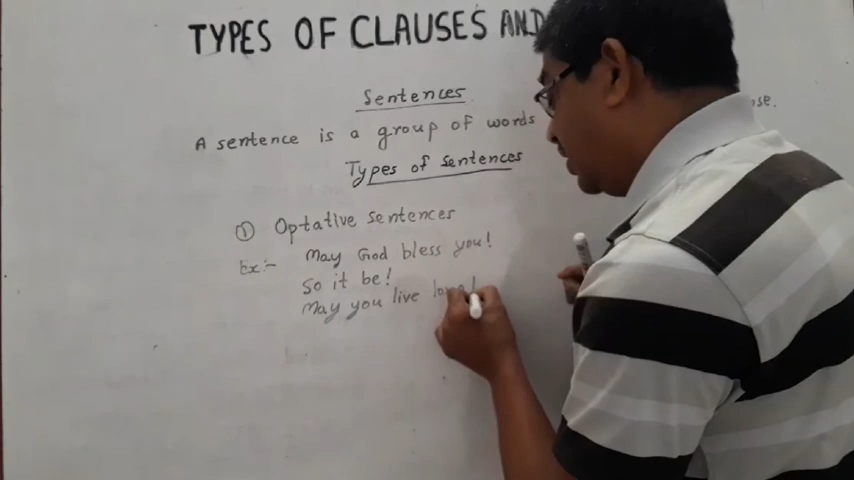 TYPES OF CLAUSES AND
Sentences
A sentence is a group of words
Types of Sentences
① Optative Sentences
Ex:- May God bless you!
So it be!
May you live long!